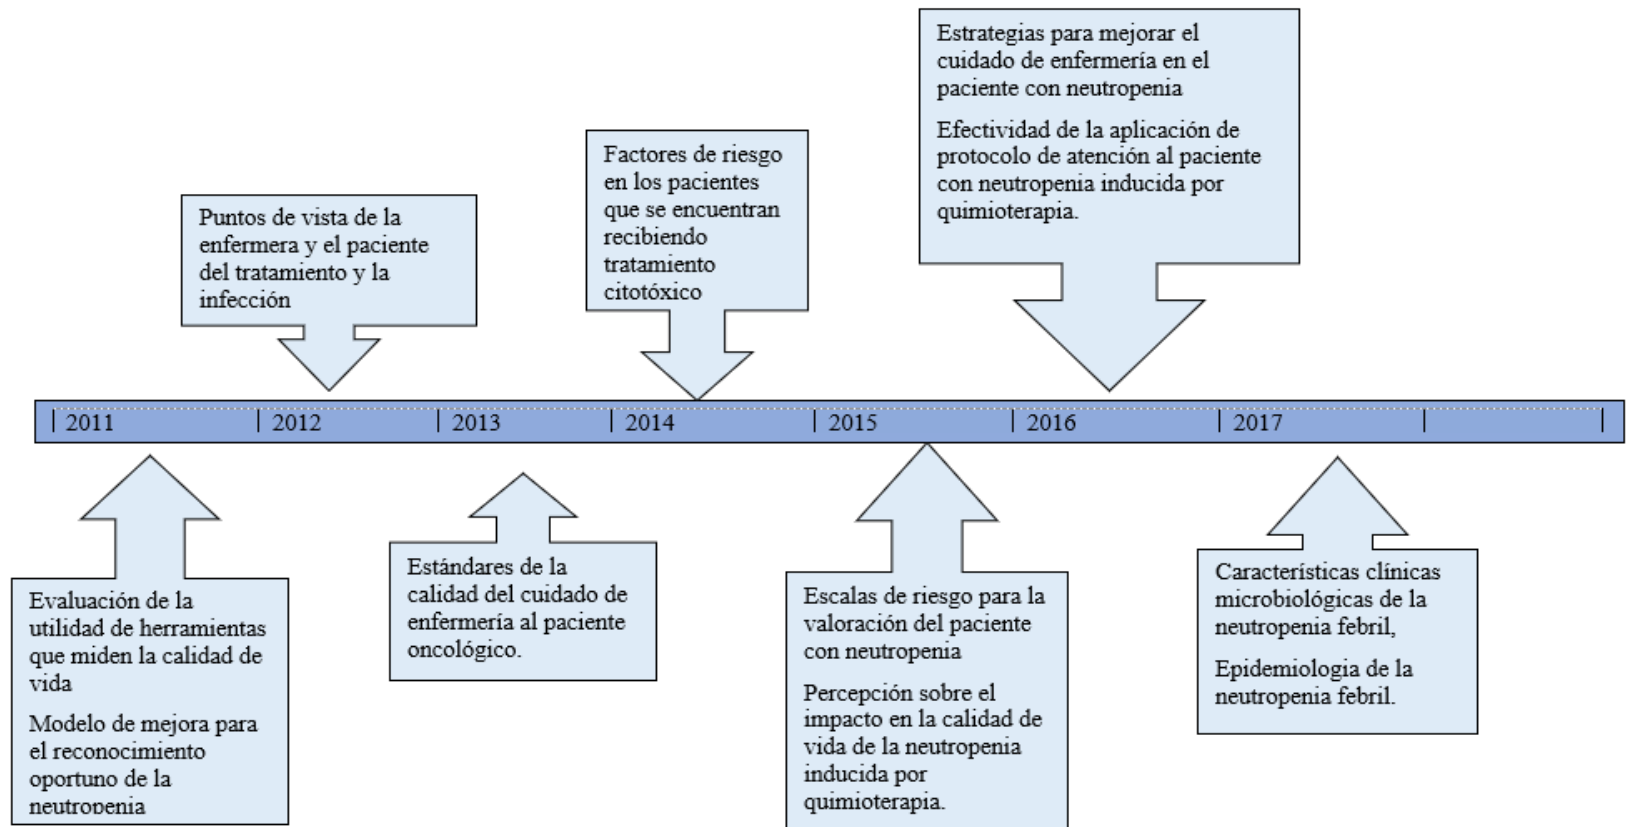 Estrategias para mejorar el
cuidado de enfermería en el
paciente con neutropenia
Efectividad de la aplicación de
protocolo de atención al paciente
con neutropenia inducida por
quimioterapia.
Factores de riesgo
en los pacientes
que se encuentran
recibiendo
tratamiento
citotóxico
Puntos de vista de la
enfermera y el paciente
del tratamiento y la
infección
2011
2012
2013
2014
2015
2016
2017
Evaluación de la
utilidad de herramientas
que miden la calidad de
vida
Modelo de mejora para
el reconocimiento
oportuno de la
neutropenia
Estándares de la
calidad del cuidado de
enfermería al paciente
oncológico.
Escalas de riesgo para la
valoración del paciente
con neutropenia
Percepción sobre el
impacto en la calidad de
vida de la neutropenia
inducida por
quimioterapia.
Características clínicas
microbiológicas de la
neutropenia febril,
Epidemiologia de la
neutropenia febril.